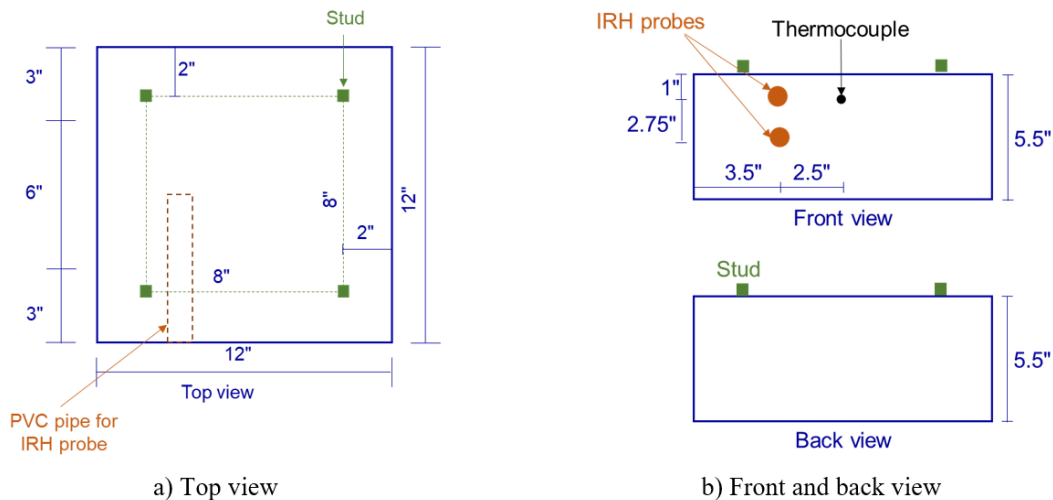 Stud
3"
2"
6"
8"
12"
2"
8"
3"
12"
Top view
PVC pipe for
IRH probe
a) Top view
IRH probes
Thermocouple
1"
2.75"
5.5"
3.5"
2.5"
Front view
Stud
5.5"
Back view
b) Front and back view